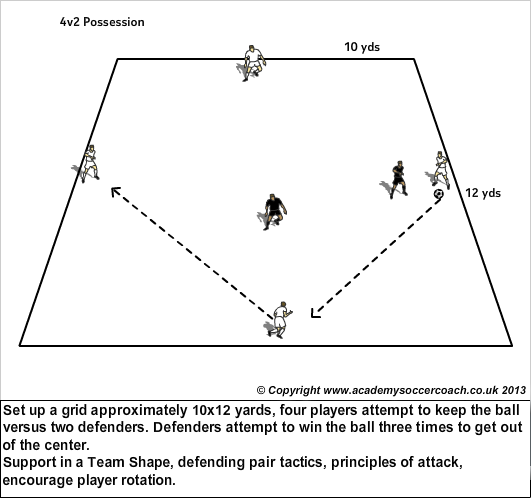 4v2 Possession
10 yds
12 yds
© Copyright www.academysoccercoach.co.uk 2013
Set up a grid approximately 10x12 yards, four players attempt to keep the ball
versus two defenders. Defenders attempt to win the ball three times to get out
of the center.
Support in a Team Shape, defending pair tactics, principles of attack,
encourage player rotation.